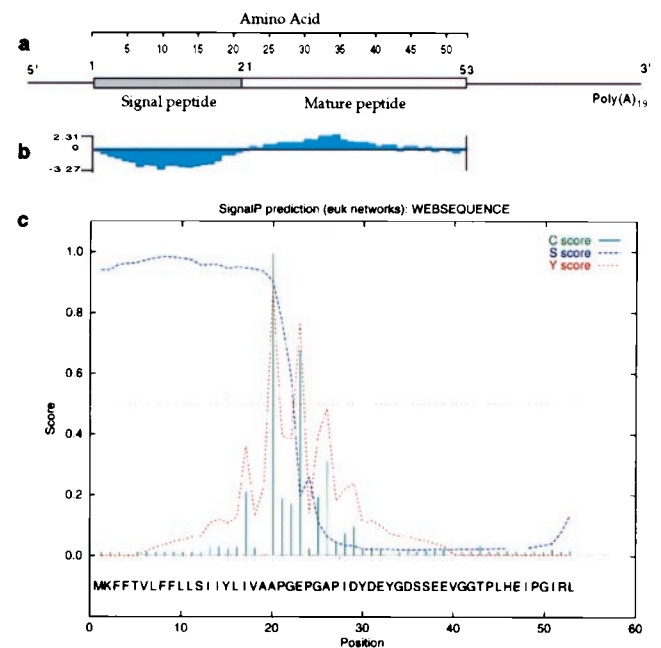 Amino Acid
a
5 10 15 20 25 30 35 40 45 50
5' 1 21 53 3'
Signal peptide Mature peptide Poly(A)19
b
2.31
0
-3.27
c
SignalP prediction (euk networks): WEBSEQUENCE
C score
S score
Y score
1.0
0.8
0.6
0.4
0.2
0.0
Score
MKFFTVLFFLLSIIYLIVAAPGEPGAPIDYDEYGDSSEEVGGTPLHEIPGIRL
0 10 20 30 40 50 60
Position